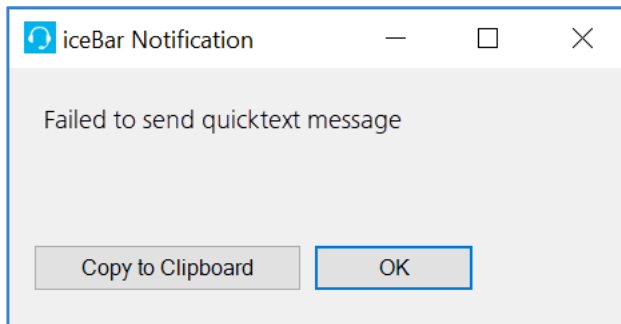 iceBar Notification
Failed to send quicktext message
Copy to Clipboard OK